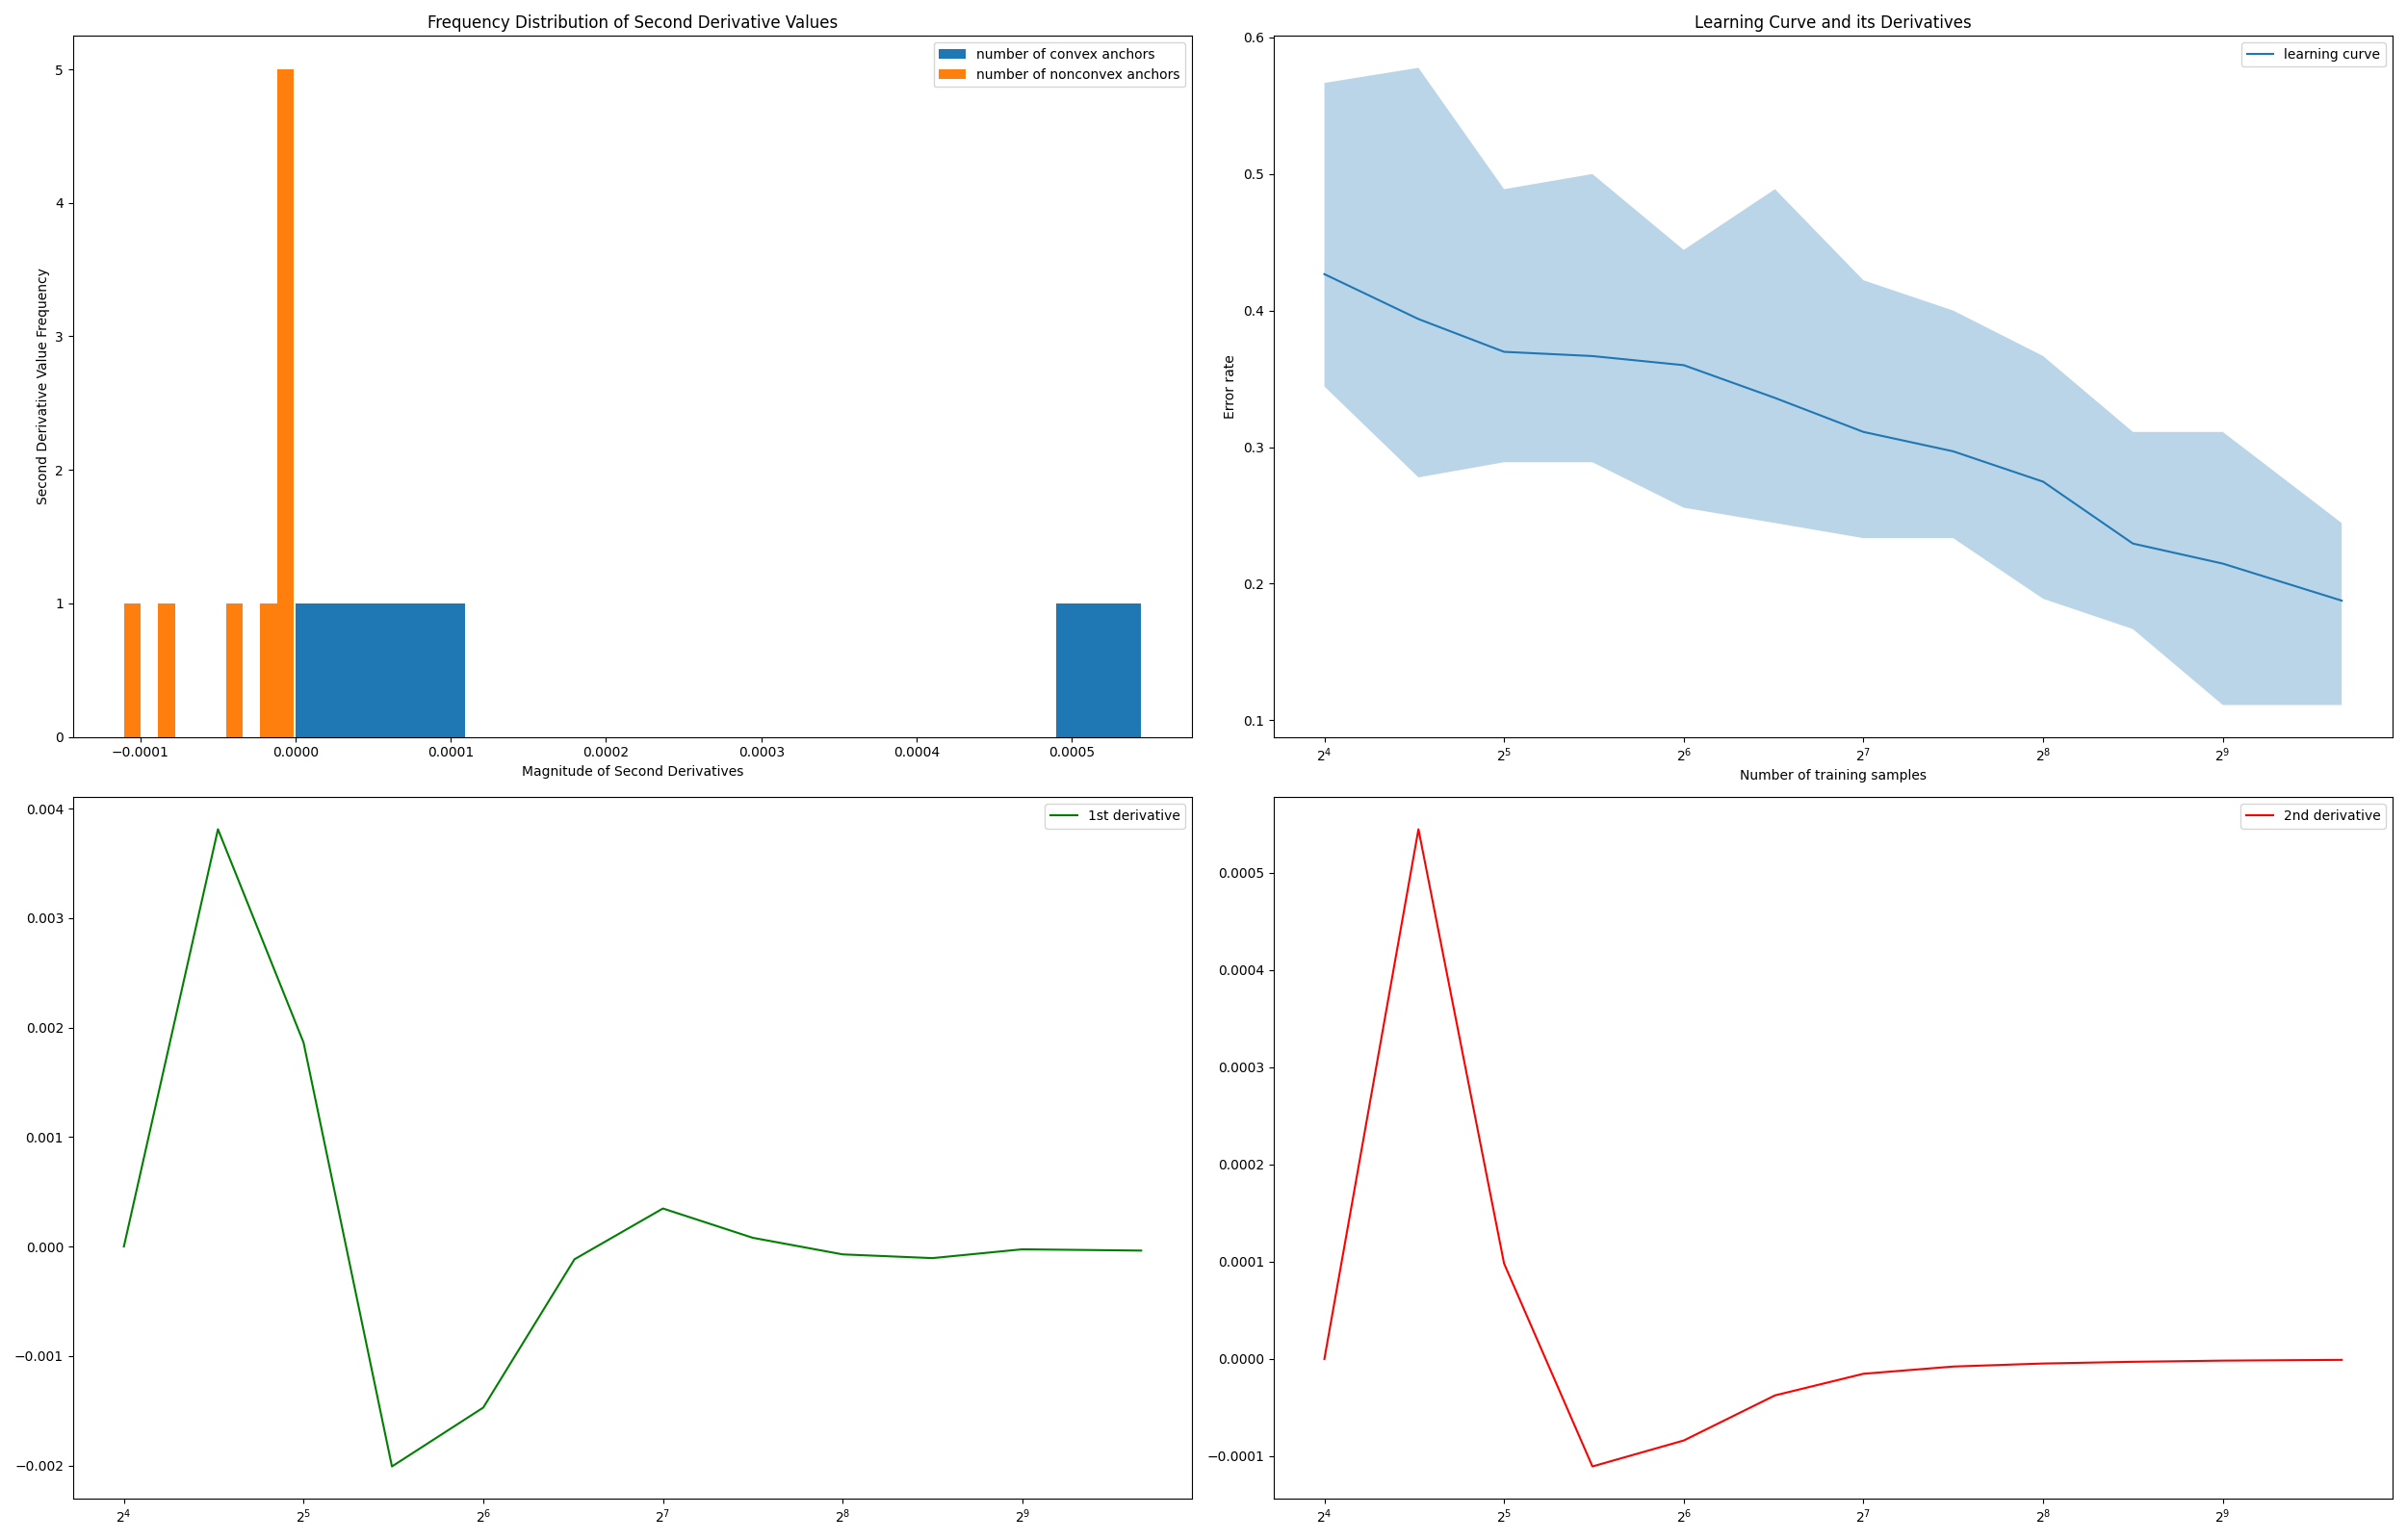 Frequency Distribution of Second Derivative Values
number of convex anchors
number of nonconvex anchors
5
4
3
2
1
0
Second Derivative Value Frequency
−0.0001 0.0000 0.0001 0.0002 0.0003 0.0004 0.0005
Magnitude of Second Derivatives
Learning Curve and its Derivatives
learning curve
0.6
0.5
0.4
0.3
0.2
0.1
Error rate
2⁴ 2⁵ 2⁶ 2⁷ 2⁸ 2⁹
Number of training samples
1st derivative
0.004
0.003
0.002
0.001
0.000
−0.001
−0.002
2⁴ 2⁵ 2⁶ 2⁷ 2⁸ 2⁹
2nd derivative
0.0005
0.0004
0.0003
0.0002
0.0001
0.0000
−0.0001
2⁴ 2⁵ 2⁶ 2⁷ 2⁸ 2⁹